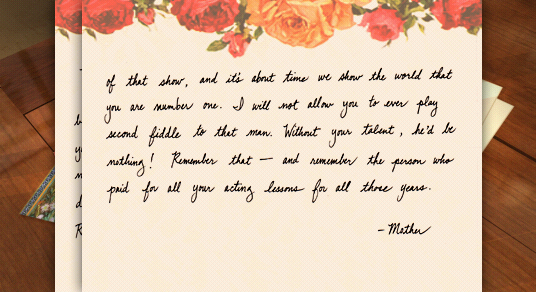 of that show, and it's about time we show the world that
you are number one. I will not allow you to ever play
second fiddle to that man. Without your talent, he'd be
nothing! Remember that — and remember the person who
paid for all your acting lessons for all those years.
- Mother